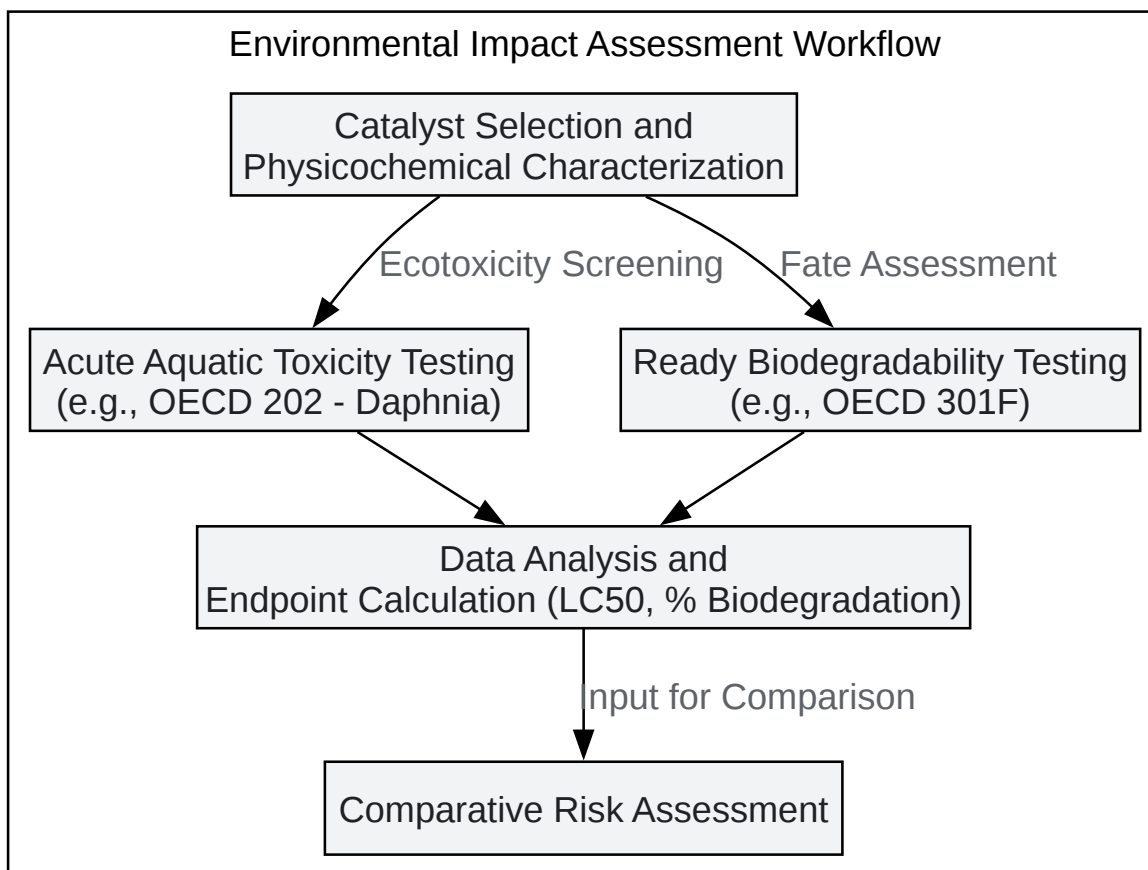 Environmental Impact Assessment Workflow
Catalyst Selection and
Physicochemical Characterization
Ecotoxicity Screening
Fate Assessment
Acute Aquatic Toxicity Testing
(e.g., OECD 202 - Daphnia)
Ready Biodegradability Testing
(e.g., OECD 301F)
Data Analysis and
Endpoint Calculation (LC50, % Biodegradation)
Input for Comparison
Comparative Risk Assessment